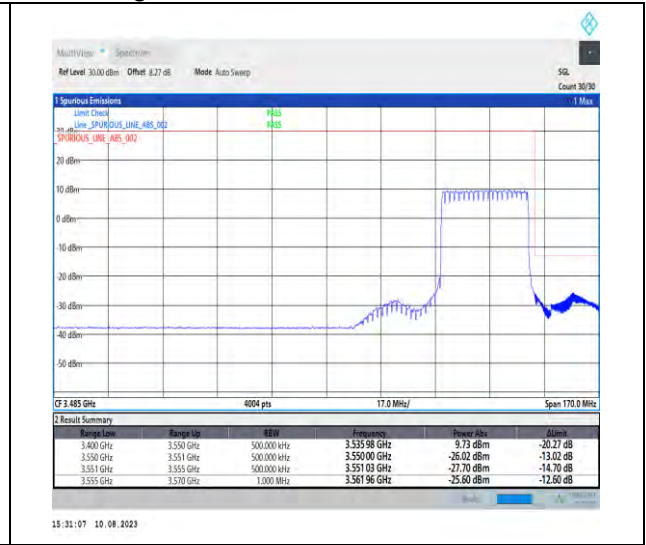 MultiView Spectrum
Ref Level 30.00 dBm Offset 8.27 dB Mode Auto Sweep SGL
Count 30/30
1 Spurious Emissions 1 Max
Limit Check PASS
Line _SPURIOUS_LINE_ABS_002 PASS
SPURIOUS_LINE_ABS_002
20 dBm
10 dBm
0 dBm
-10 dBm
-20 dBm
-30 dBm
-40 dBm
-50 dBm
CF 3.485 GHz 4004 pts 17.0 MHz/ Span 170.0 MHz
2 Result Summary
Range Low Range Up RBW Frequency Power Abs ΔLimit
3.400 GHz 3.550 GHz 500.000 kHz 3.535 98 GHz 9.73 dBm -20.27 dB
3.550 GHz 3.551 GHz 500.000 kHz 3.550 00 GHz -26.02 dBm -13.02 dB
3.551 GHz 3.555 GHz 500.000 kHz 3.551 03 GHz -27.70 dBm -14.70 dB
3.555 GHz 3.570 GHz 1.000 MHz 3.561 96 GHz -25.60 dBm -12.60 dB
15:31:07 10.08.2023